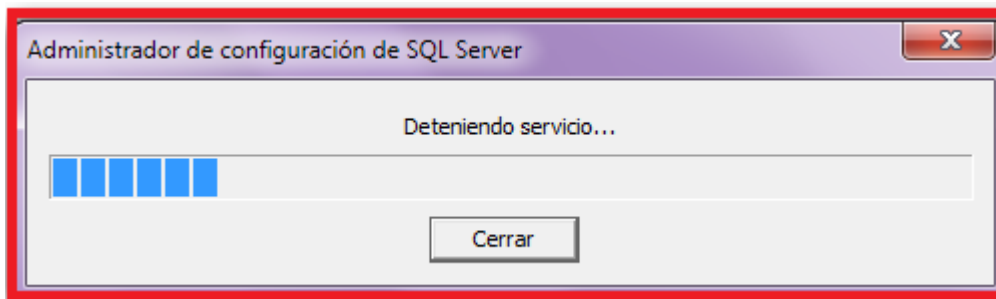 Administrador de configuración de SQL Server
Deteniendo servicio...
Cerrar